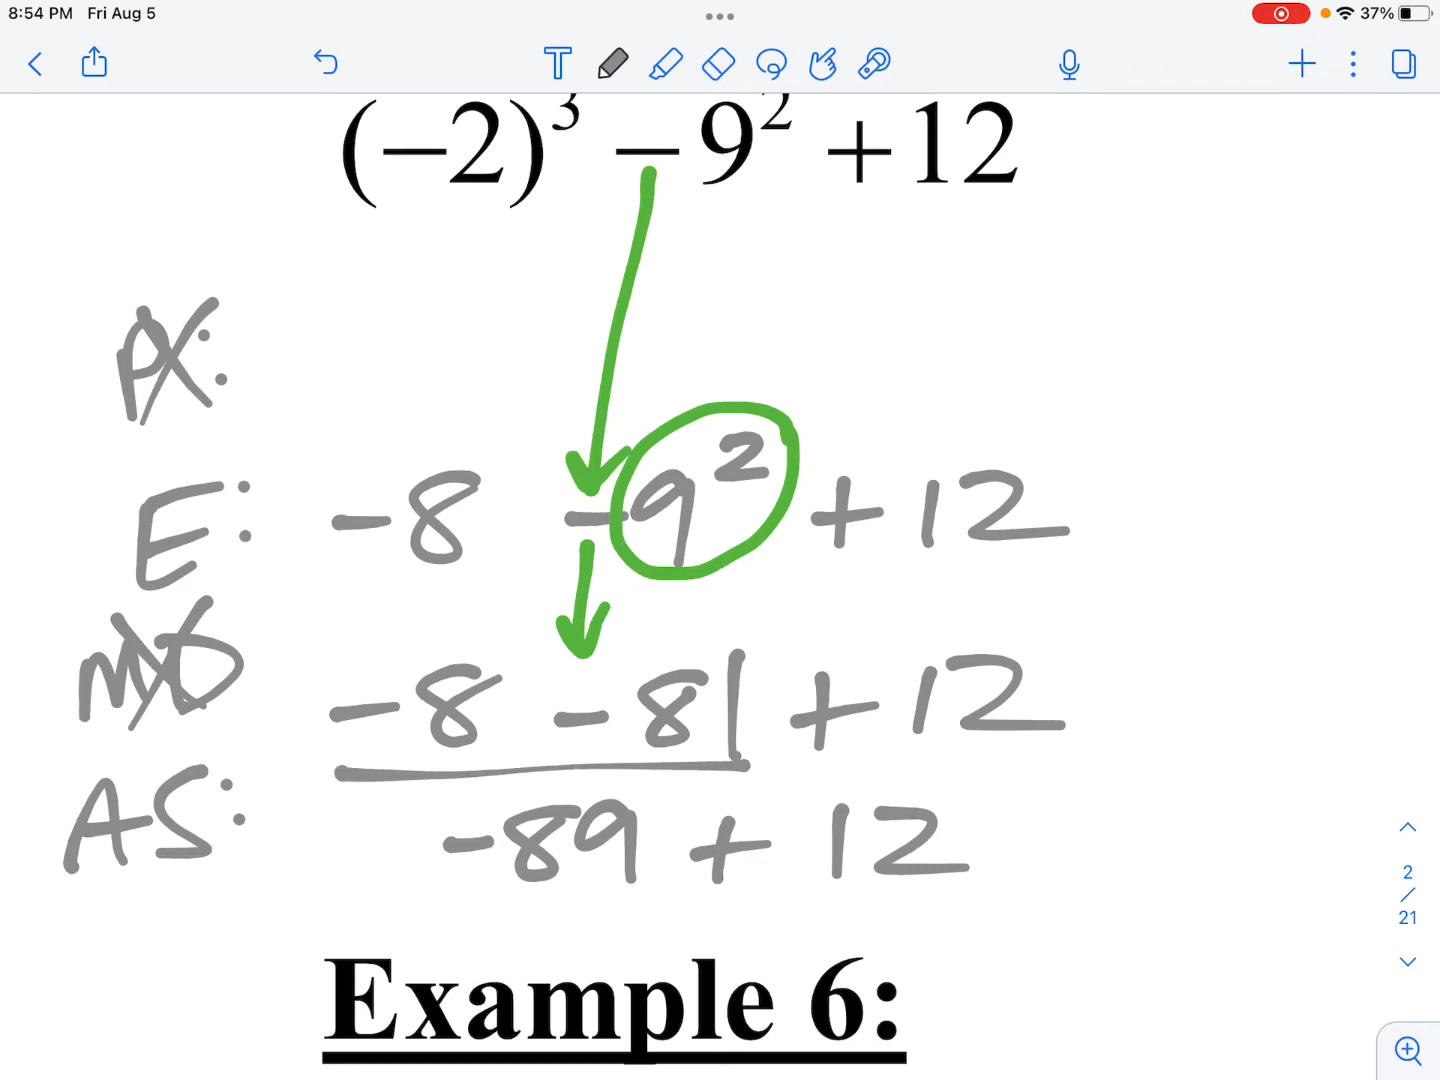 8:54 PM Fri Aug 5 37%
(−2)³ − 9² + 12
P:
E: -8 - 9² + 12
MD
-8 - 81 + 12
AS:
-89 + 12
Example 6:
2
/
21